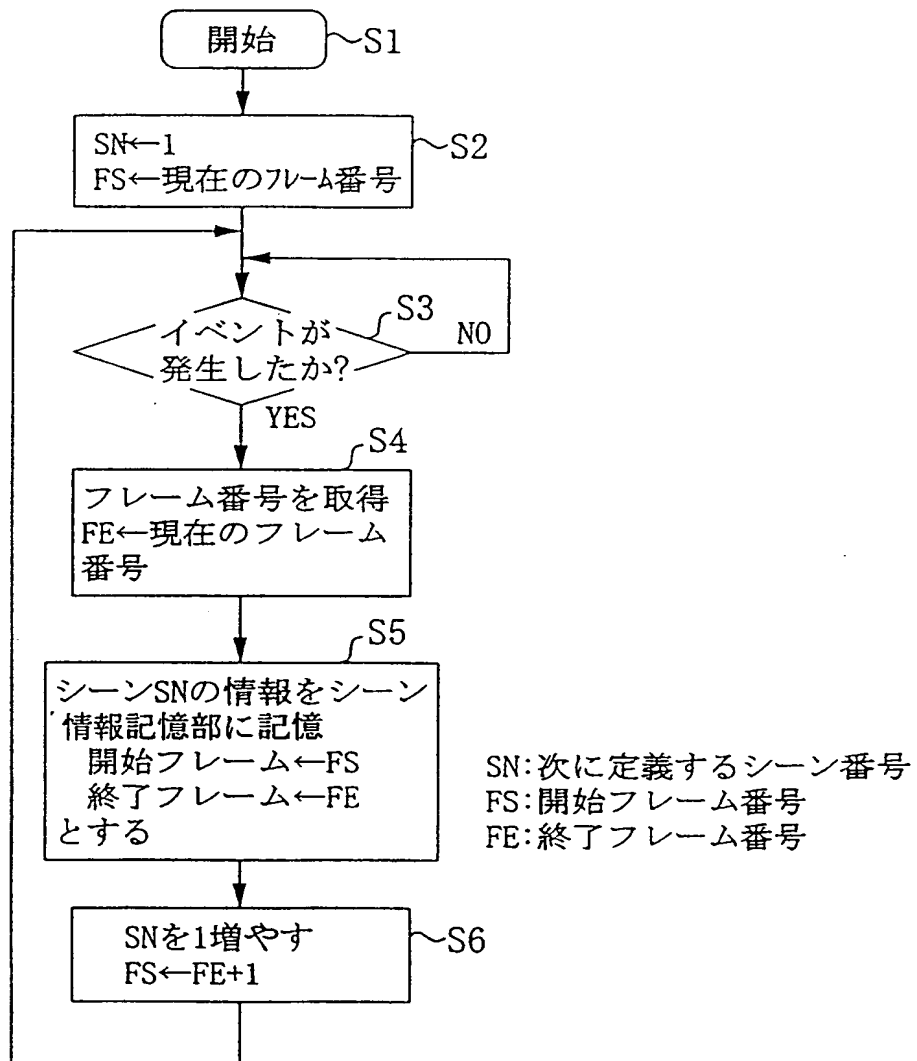 開始
S1
SN←1
FS←現在のフレーム番号
S2
イベントが
発生したか?
S3
NO
YES
S4
フレーム番号を取得
FE←現在のフレーム
番号
S5
シーンSNの情報をシーン
情報記憶部に記憶
開始フレーム←FS
終了フレーム←FE
とする
SN:次に定義するシーン番号
FS:開始フレーム番号
FE:終了フレーム番号
SNを1増やす
FS←FE+1
S6